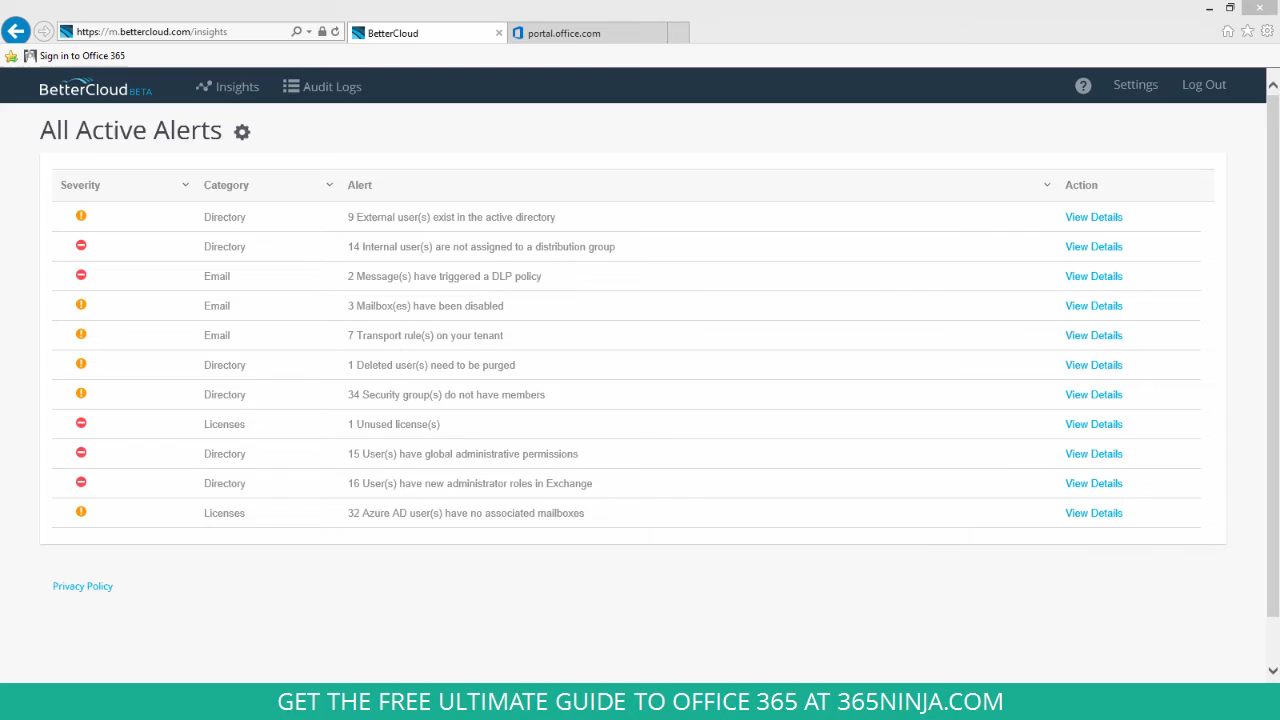 https://m.bettercloud.com/insights
BetterCloud
portal.office.com
Sign in to Office 365
BetterCloud BETA
Insights
Audit Logs
?
Settings
Log Out
All Active Alerts
Severity Category Alert Action
Directory 9 External user(s) exist in the active directory View Details
Directory 14 Internal user(s) are not assigned to a distribution group View Details
Email 2 Message(s) have triggered a DLP policy View Details
Email 3 Mailbox(es) have been disabled View Details
Email 7 Transport rule(s) on your tenant View Details
Directory 1 Deleted user(s) need to be purged View Details
Directory 34 Security group(s) do not have members View Details
Licenses 1 Unused license(s) View Details
Directory 15 User(s) have global administrative permissions View Details
Directory 16 User(s) have new administrator roles in Exchange View Details
Licenses 32 Azure AD user(s) have no associated mailboxes View Details
Privacy Policy
GET THE FREE ULTIMATE GUIDE TO OFFICE 365 AT 365NINJA.COM